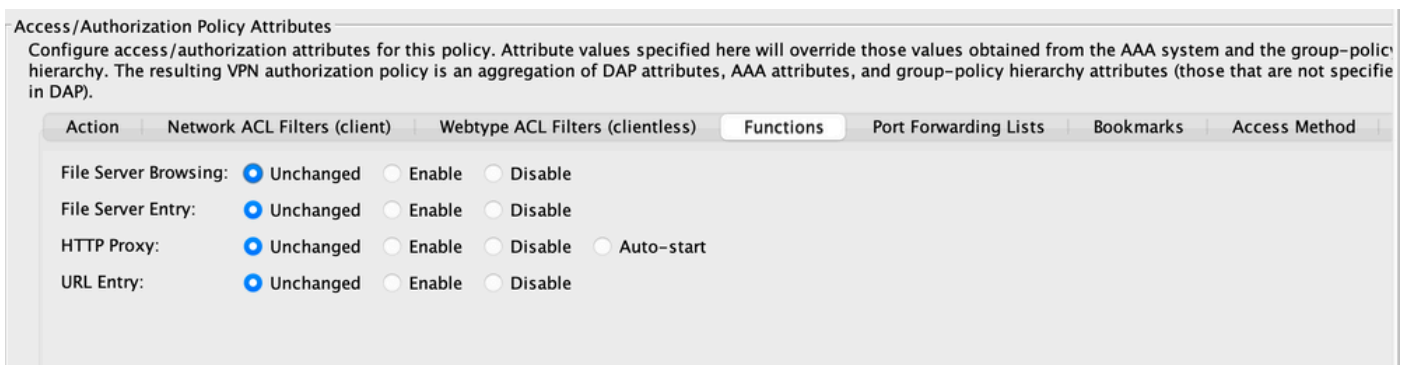 Access/Authorization Policy Attributes
Configure access/authorization attributes for this policy. Attribute values specified here will override those values obtained from the AAA system and the group-policy
hierarchy. The resulting VPN authorization policy is an aggregation of DAP attributes, AAA attributes, and group-policy hierarchy attributes (those that are not specifie
in DAP).
Action Network ACL Filters (client) Webtype ACL Filters (clientless) Functions Port Forwarding Lists Bookmarks Access Method
File Server Browsing: Unchanged Enable Disable
File Server Entry: Unchanged Enable Disable
HTTP Proxy: Unchanged Enable Disable Auto-start
URL Entry: Unchanged Enable Disable